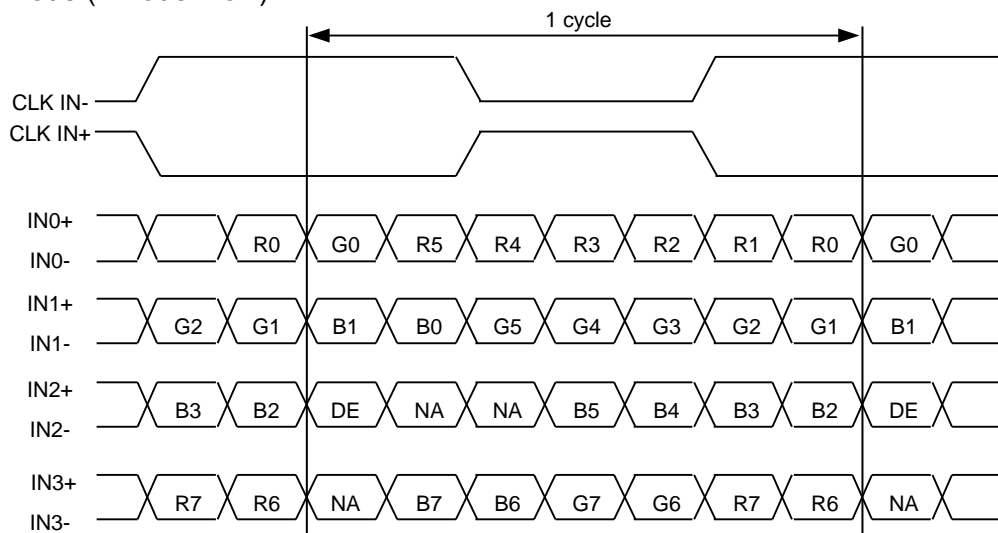 1 cycle
CLK IN-
CLK IN+
IN0+
R0 G0 R5 R4 R3 R2 R1 R0 G0
IN0-
IN1+
G2 G1 B1 B0 G5 G4 G3 G2 G1 B1
IN1-
IN2+
B3 B2 DE NA NA B5 B4 B3 B2 DE
IN2-
IN3+
R7 R6 NA B7 B6 G7 G6 R7 R6 NA
IN3-